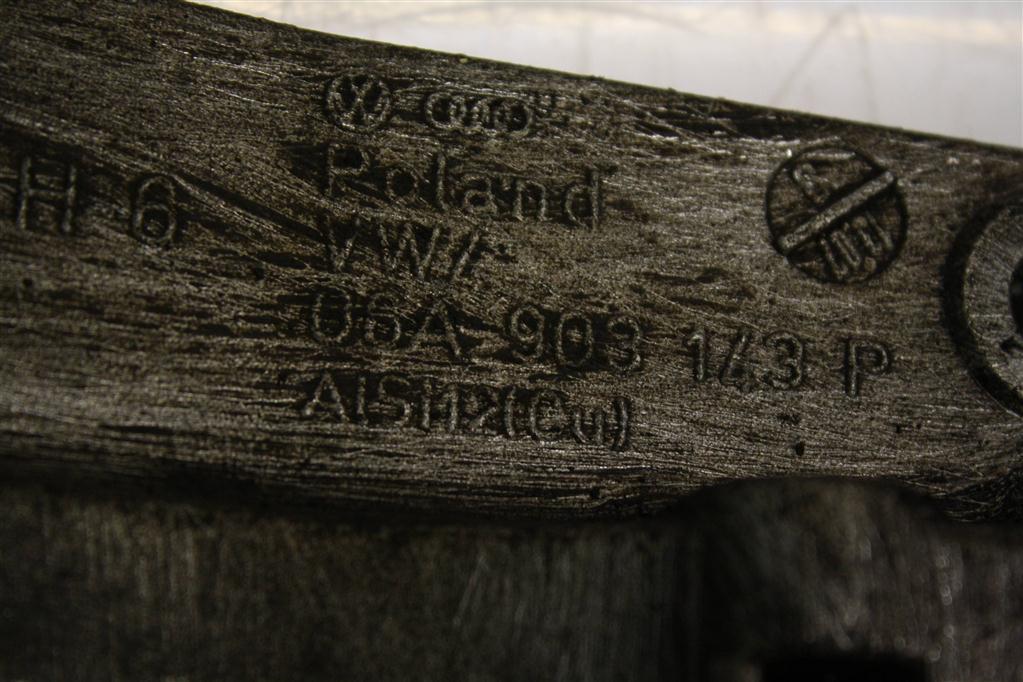 H 6
Poland
VW
06A 903 143 P
AlSi12(Cu)